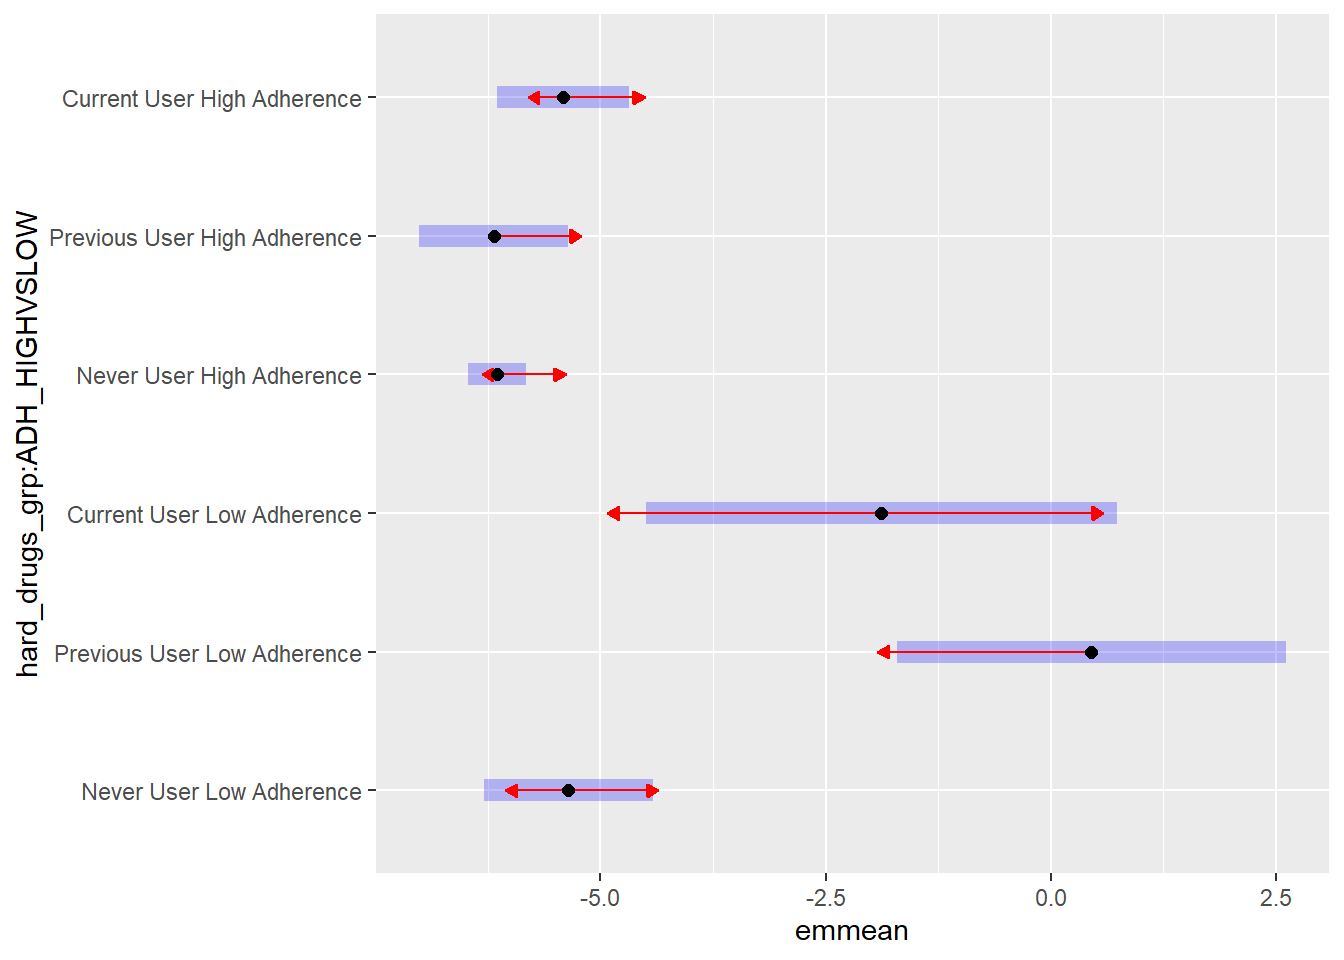 Current User High Adherence
Previous User High Adherence
Never User High Adherence
Current User Low Adherence
Previous User Low Adherence
Never User Low Adherence
hard_drugs_grp:ADH_HIGHVSLOW
-5.0 -2.5 0.0 2.5
emmean